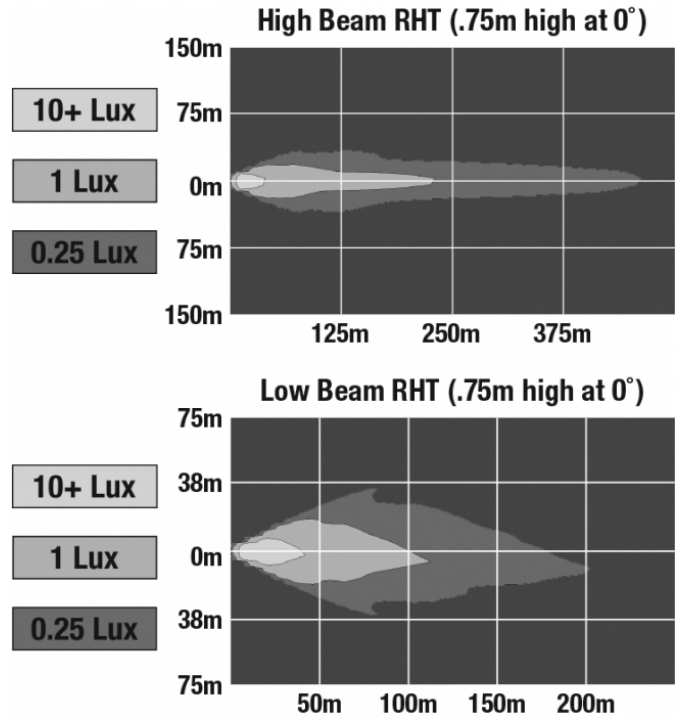 High Beam RHT (.75m high at 0˚)
150m
75m
0m
75m
150m
10+ Lux
1 Lux
0.25 Lux
125m 250m 375m
Low Beam RHT (.75m high at 0˚)
75m
38m
0m
38m
75m
10+ Lux
1 Lux
0.25 Lux
50m 100m 150m 200m